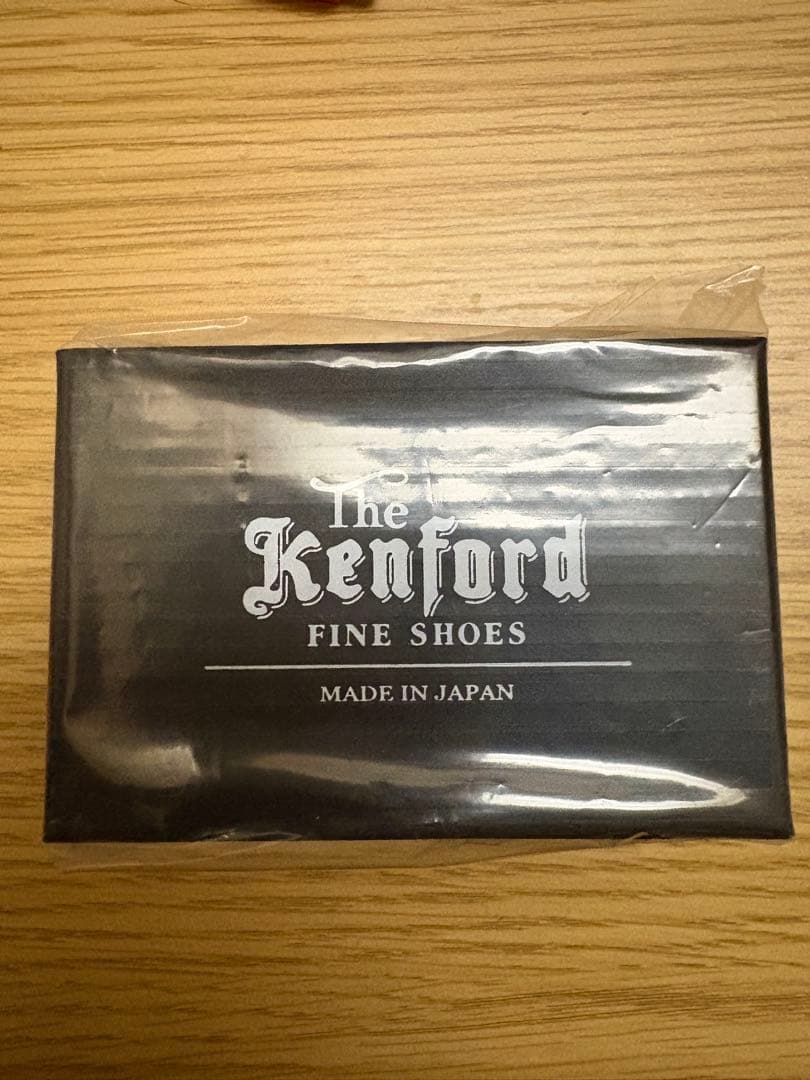 The
Kenford
FINE SHOES
MADE IN JAPAN